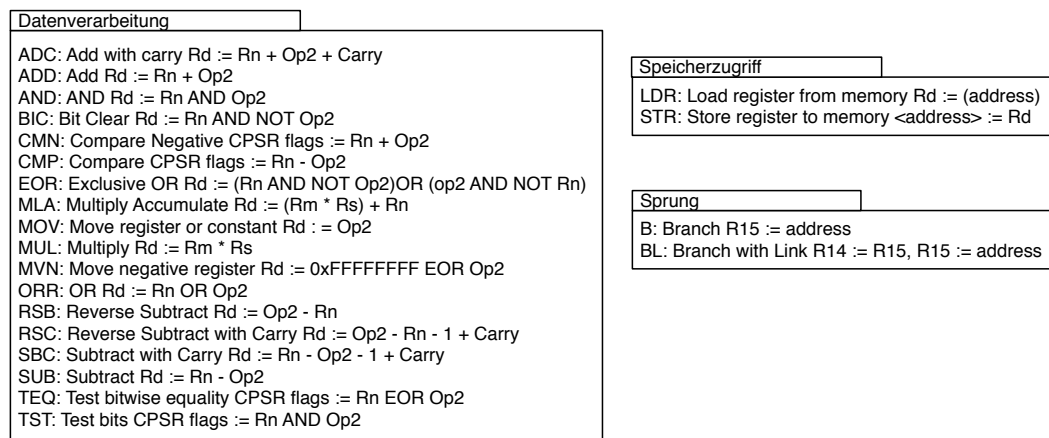 Datenverarbeitung
ADC: Add with carry Rd := Rn + Op2 + Carry
ADD: Add Rd := Rn + Op2
AND: AND Rd := Rn AND Op2
BIC: Bit Clear Rd := Rn AND NOT Op2
CMN: Compare Negative CPSR flags := Rn + Op2
CMP: Compare CPSR flags := Rn - Op2
EOR: Exclusive OR Rd := (Rn AND NOT Op2)OR (op2 AND NOT Rn)
MLA: Multiply Accumulate Rd := (Rm * Rs) + Rn
MOV: Move register or constant Rd : = Op2
MUL: Multiply Rd := Rm * Rs
MVN: Move negative register Rd := 0xFFFFFFFF EOR Op2
ORR: OR Rd := Rn OR Op2
RSB: Reverse Subtract Rd := Op2 - Rn
RSC: Reverse Subtract with Carry Rd := Op2 - Rn - 1 + Carry
SBC: Subtract with Carry Rd := Rn - Op2 - 1 + Carry
SUB: Subtract Rd := Rn - Op2
TEQ: Test bitwise equality CPSR flags := Rn EOR Op2
TST: Test bits CPSR flags := Rn AND Op2
Speicherzugriff
LDR: Load register from memory Rd := (address)
STR: Store register to memory <address> := Rd
Sprung
B: Branch R15 := address
BL: Branch with Link R14 := R15, R15 := address